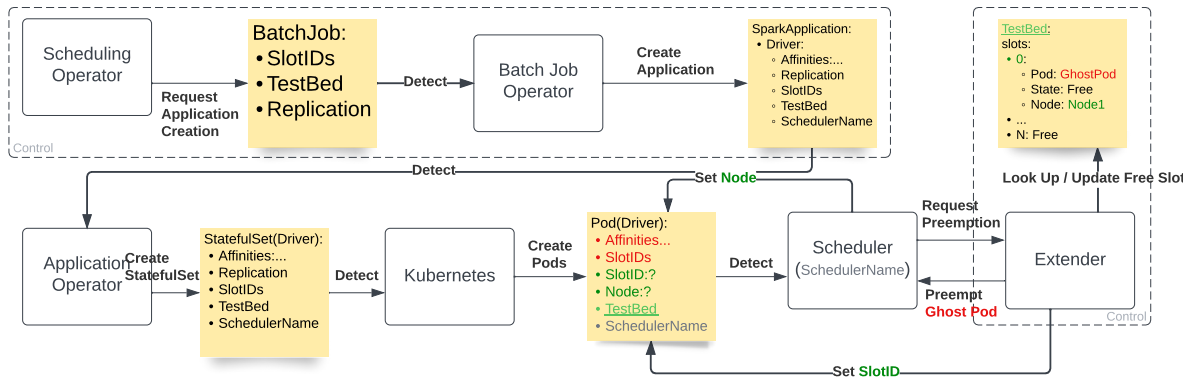 Scheduling
Operator
Request
Application
Creation
Control
BatchJob:
• SlotIDs
• TestBed
• Replication
Detect
Batch Job
Operator
Create
Application
SparkApplication:
• Driver:
◦ Affinities:...
◦ Replication
◦ SlotIDs
◦ TestBed
◦ SchedulerName
TestBed:
slots:
• 0:
◦ Pod: GhostPod
◦ State: Free
◦ Node: Node1
• ...
• N: Free
Detect
Set Node
Look Up / Update Free Slot
Application
Operator
Create
StatefulSet
StatefulSet(Driver):
• Affinities:...
• Replication
• SlotIDs
• TestBed
• SchedulerName
Detect
Kubernetes
Create
Pods
Pod(Driver):
• Affinities...
• SlotIDs
• SlotID:?
• Node:?
• TestBed
• SchedulerName
Detect
Scheduler
(SchedulerName)
Request
Preemption
Preempt
Ghost Pod
Extender
Control
Set SlotID